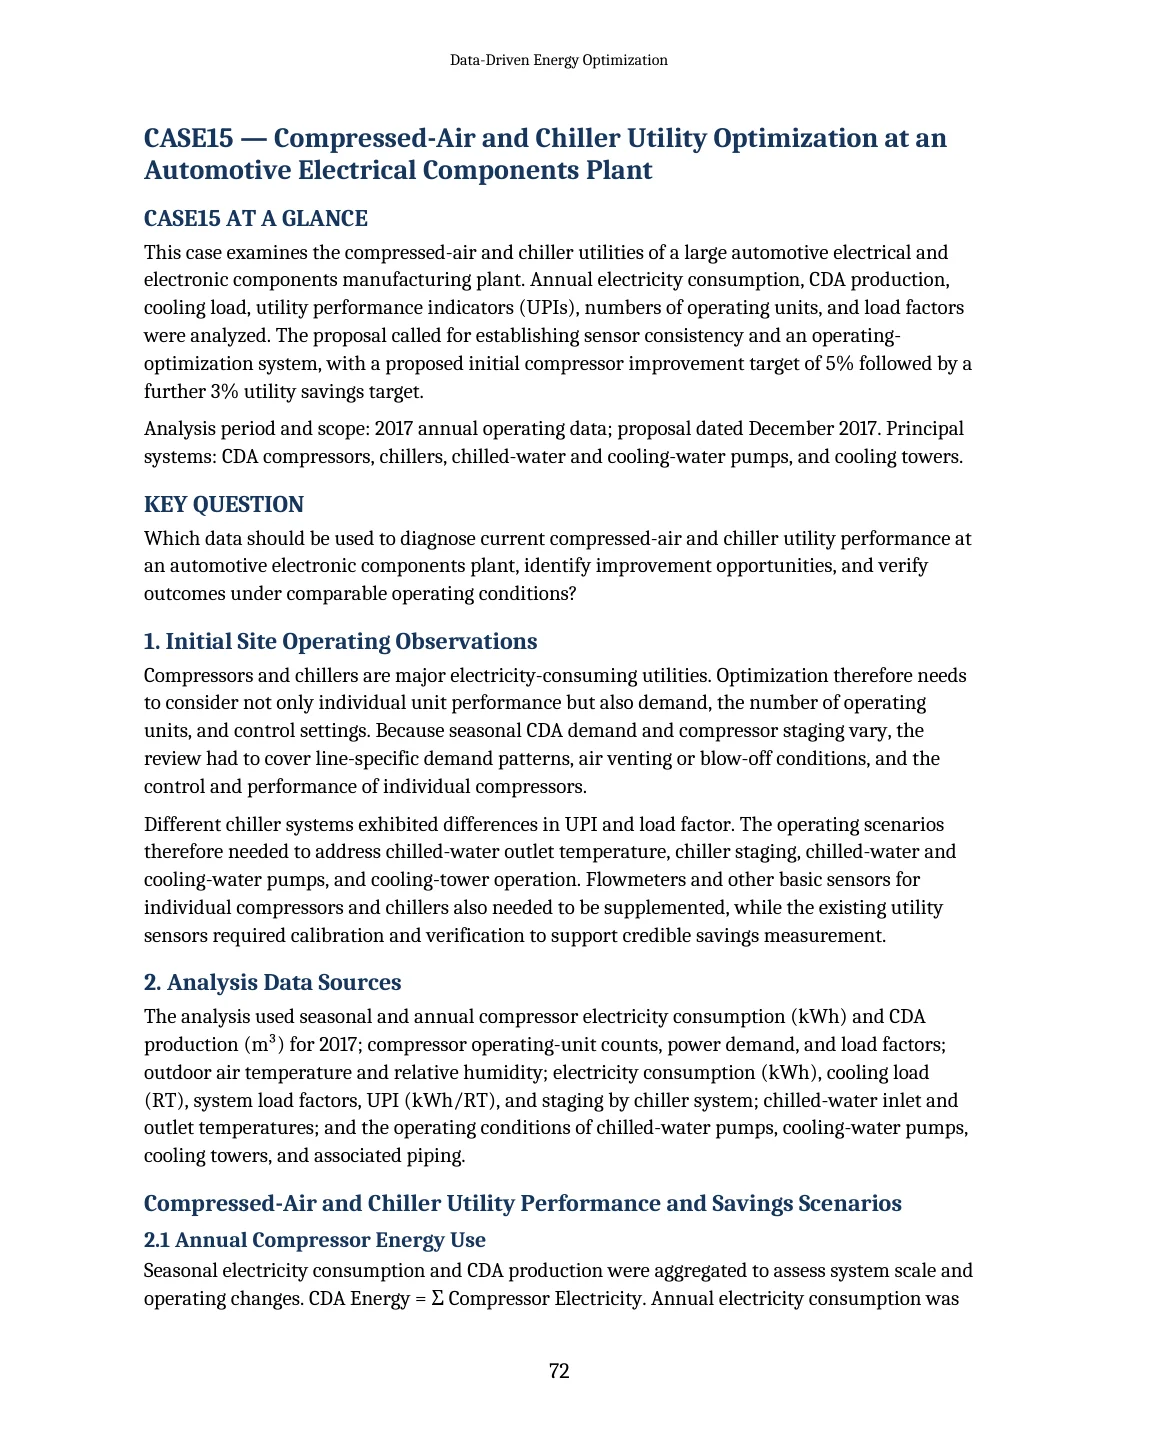 Data-Driven Energy Optimization
CASE15 — Compressed-Air and Chiller Utility Optimization at an
Automotive Electrical Components Plant
CASE15 AT A GLANCE
This case examines the compressed-air and chiller utilities of a large automotive electrical and
electronic components manufacturing plant. Annual electricity consumption, CDA production,
cooling load, utility performance indicators (UPIs), numbers of operating units, and load factors
were analyzed. The proposal called for establishing sensor consistency and an operating-
optimization system, with a proposed initial compressor improvement target of 5% followed by a
further 3% utility savings target.
Analysis period and scope: 2017 annual operating data; proposal dated December 2017. Principal
systems: CDA compressors, chillers, chilled-water and cooling-water pumps, and cooling towers.
KEY QUESTION
Which data should be used to diagnose current compressed-air and chiller utility performance at
an automotive electronic components plant, identify improvement opportunities, and verify
outcomes under comparable operating conditions?
1. Initial Site Operating Observations
Compressors and chillers are major electricity-consuming utilities. Optimization therefore needs
to consider not only individual unit performance but also demand, the number of operating
units, and control settings. Because seasonal CDA demand and compressor staging vary, the
review had to cover line-specific demand patterns, air venting or blow-off conditions, and the
control and performance of individual compressors.
Different chiller systems exhibited differences in UPI and load factor. The operating scenarios
therefore needed to address chilled-water outlet temperature, chiller staging, chilled-water and
cooling-water pumps, and cooling-tower operation. Flowmeters and other basic sensors for
individual compressors and chillers also needed to be supplemented, while the existing utility
sensors required calibration and verification to support credible savings measurement.
2. Analysis Data Sources
The analysis used seasonal and annual compressor electricity consumption (kWh) and CDA
production (m³) for 2017; compressor operating-unit counts, power demand, and load factors;
outdoor air temperature and relative humidity; electricity consumption (kWh), cooling load
(RT), system load factors, UPI (kWh/RT), and staging by chiller system; chilled-water inlet and
outlet temperatures; and the operating conditions of chilled-water pumps, cooling-water pumps,
cooling towers, and associated piping.
Compressed-Air and Chiller Utility Performance and Savings Scenarios
2.1 Annual Compressor Energy Use
Seasonal electricity consumption and CDA production were aggregated to assess system scale and
operating changes. CDA Energy = Σ Compressor Electricity. Annual electricity consumption was
72